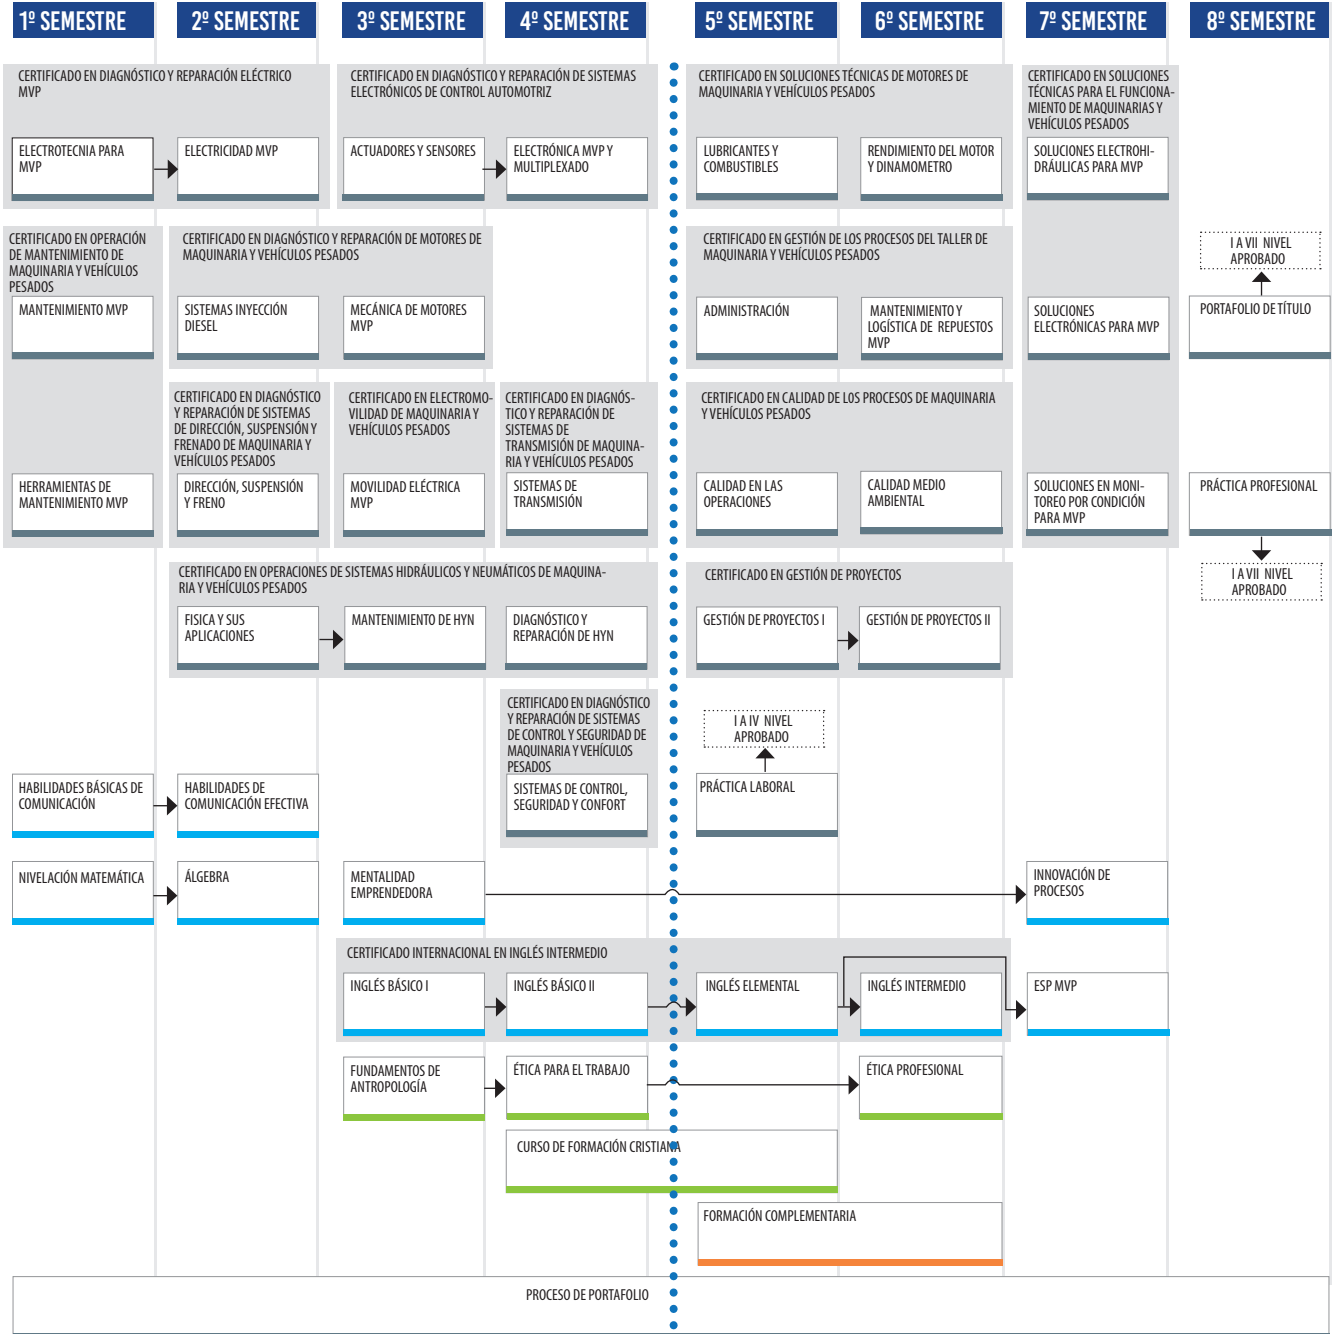 1º SEMESTRE
2º SEMESTRE
3º SEMESTRE
4º SEMESTRE
5º SEMESTRE
6º SEMESTRE
7º SEMESTRE
8º SEMESTRE
CERTIFICADO EN DIAGNÓSTICO Y REPARACIÓN ELÉCTRICO
MVP
CERTIFICADO EN DIAGNÓSTICO Y REPARACIÓN DE SISTEMAS
ELECTRÓNICOS DE CONTROL AUTOMOTRIZ
CERTIFICADO EN SOLUCIONES TÉCNICAS DE MOTORES DE
MAQUINARIA Y VEHÍCULOS PESADOS
CERTIFICADO EN SOLUCIONES
TÉCNICAS PARA EL FUNCIONA-
MIENTO DE MAQUINARIAS Y
VEHÍCULOS PESADOS
ELECTROTECNIA PARA
MVP
ELECTRICIDAD MVP
ACTUADORES Y SENSORES
ELECTRÓNICA MVP Y
MULTIPLEXADO
LUBRICANTES Y
COMBUSTIBLES
RENDIMIENTO DEL MOTOR
Y DINAMOMETRO
SOLUCIONES ELECTROHI-
DRÁULICAS PARA MVP
CERTIFICADO EN OPERACIÓN
DE MANTENIMIENTO DE
MAQUINARIA Y VEHÍCULOS
PESADOS
CERTIFICADO EN DIAGNÓSTICO Y REPARACIÓN DE MOTORES DE
MAQUINARIA Y VEHÍCULOS PESADOS
CERTIFICADO EN GESTIÓN DE LOS PROCESOS DEL TALLER DE
MAQUINARIA Y VEHÍCULOS PESADOS
I A VII NIVEL
APROBADO
MANTENIMIENTO MVP
SISTEMAS INYECCIÓN
DIESEL
MECÁNICA DE MOTORES
MVP
ADMINISTRACIÓN
MANTENIMIENTO Y
LOGÍSTICA DE REPUESTOS
MVP
SOLUCIONES
ELECTRÓNICAS PARA MVP
PORTAFOLIO DE TÍTULO
CERTIFICADO EN DIAGNÓSTICO
Y REPARACIÓN DE SISTEMAS
DE DIRECCIÓN, SUSPENSIÓN Y
FRENADO DE MAQUINARIA Y
VEHÍCULOS PESADOS
CERTIFICADO EN ELECTROMO-
VILIDAD DE MAQUINARIA Y
VEHÍCULOS PESADOS
CERTIFICADO EN DIAGNÓS-
TICO Y REPARACIÓN DE
SISTEMAS DE
TRANSMISIÓN DE MAQUINA-
RIA Y VEHÍCULOS PESADOS
CERTIFICADO EN CALIDAD DE LOS PROCESOS DE MAQUINARIA
Y VEHÍCULOS PESADOS
HERRAMIENTAS DE
MANTENIMIENTO MVP
DIRECCIÓN, SUSPENSIÓN
Y FRENO
MOVILIDAD ELÉCTRICA
MVP
SISTEMAS DE
TRANSMISIÓN
CALIDAD EN LAS
OPERACIONES
CALIDAD MEDIO
AMBIENTAL
SOLUCIONES EN MONI-
TOREO POR CONDICIÓN
PARA MVP
PRÁCTICA PROFESIONAL
I A VII NIVEL
APROBADO
CERTIFICADO EN OPERACIONES DE SISTEMAS HIDRÁULICOS Y NEUMÁTICOS DE MAQUINA-
RIA Y VEHÍCULOS PESADOS
CERTIFICADO EN GESTIÓN DE PROYECTOS
FISICA Y SUS
APLICACIONES
MANTENIMIENTO DE HYN
DIAGNÓSTICO Y
REPARACIÓN DE HYN
GESTIÓN DE PROYECTOS I
GESTIÓN DE PROYECTOS II
CERTIFICADO EN DIAGNÓSTICO
Y REPARACIÓN DE SISTEMAS
DE CONTROL Y SEGURIDAD DE
MAQUINARIA Y VEHÍCULOS
PESADOS
I A IV NIVEL
APROBADO
HABILIDADES BÁSICAS DE
COMUNICACIÓN
HABILIDADES DE
COMUNICACIÓN EFECTIVA
SISTEMAS DE CONTROL,
SEGURIDAD Y CONFORT
PRÁCTICA LABORAL
NIVELACIÓN MATEMÁTICA
ÁLGEBRA
MENTALIDAD
EMPRENDEDORA
INNOVACIÓN DE
PROCESOS
CERTIFICADO INTERNACIONAL EN INGLÉS INTERMEDIO
INGLÉS BÁSICO I
INGLÉS BÁSICO II
INGLÉS ELEMENTAL
INGLÉS INTERMEDIO
ESP MVP
FUNDAMENTOS DE
ANTROPOLOGÍA
ÉTICA PARA EL TRABAJO
ÉTICA PROFESIONAL
CURSO DE FORMACIÓN CRISTIANA
FORMACIÓN COMPLEMENTARIA
PROCESO DE PORTAFOLIO